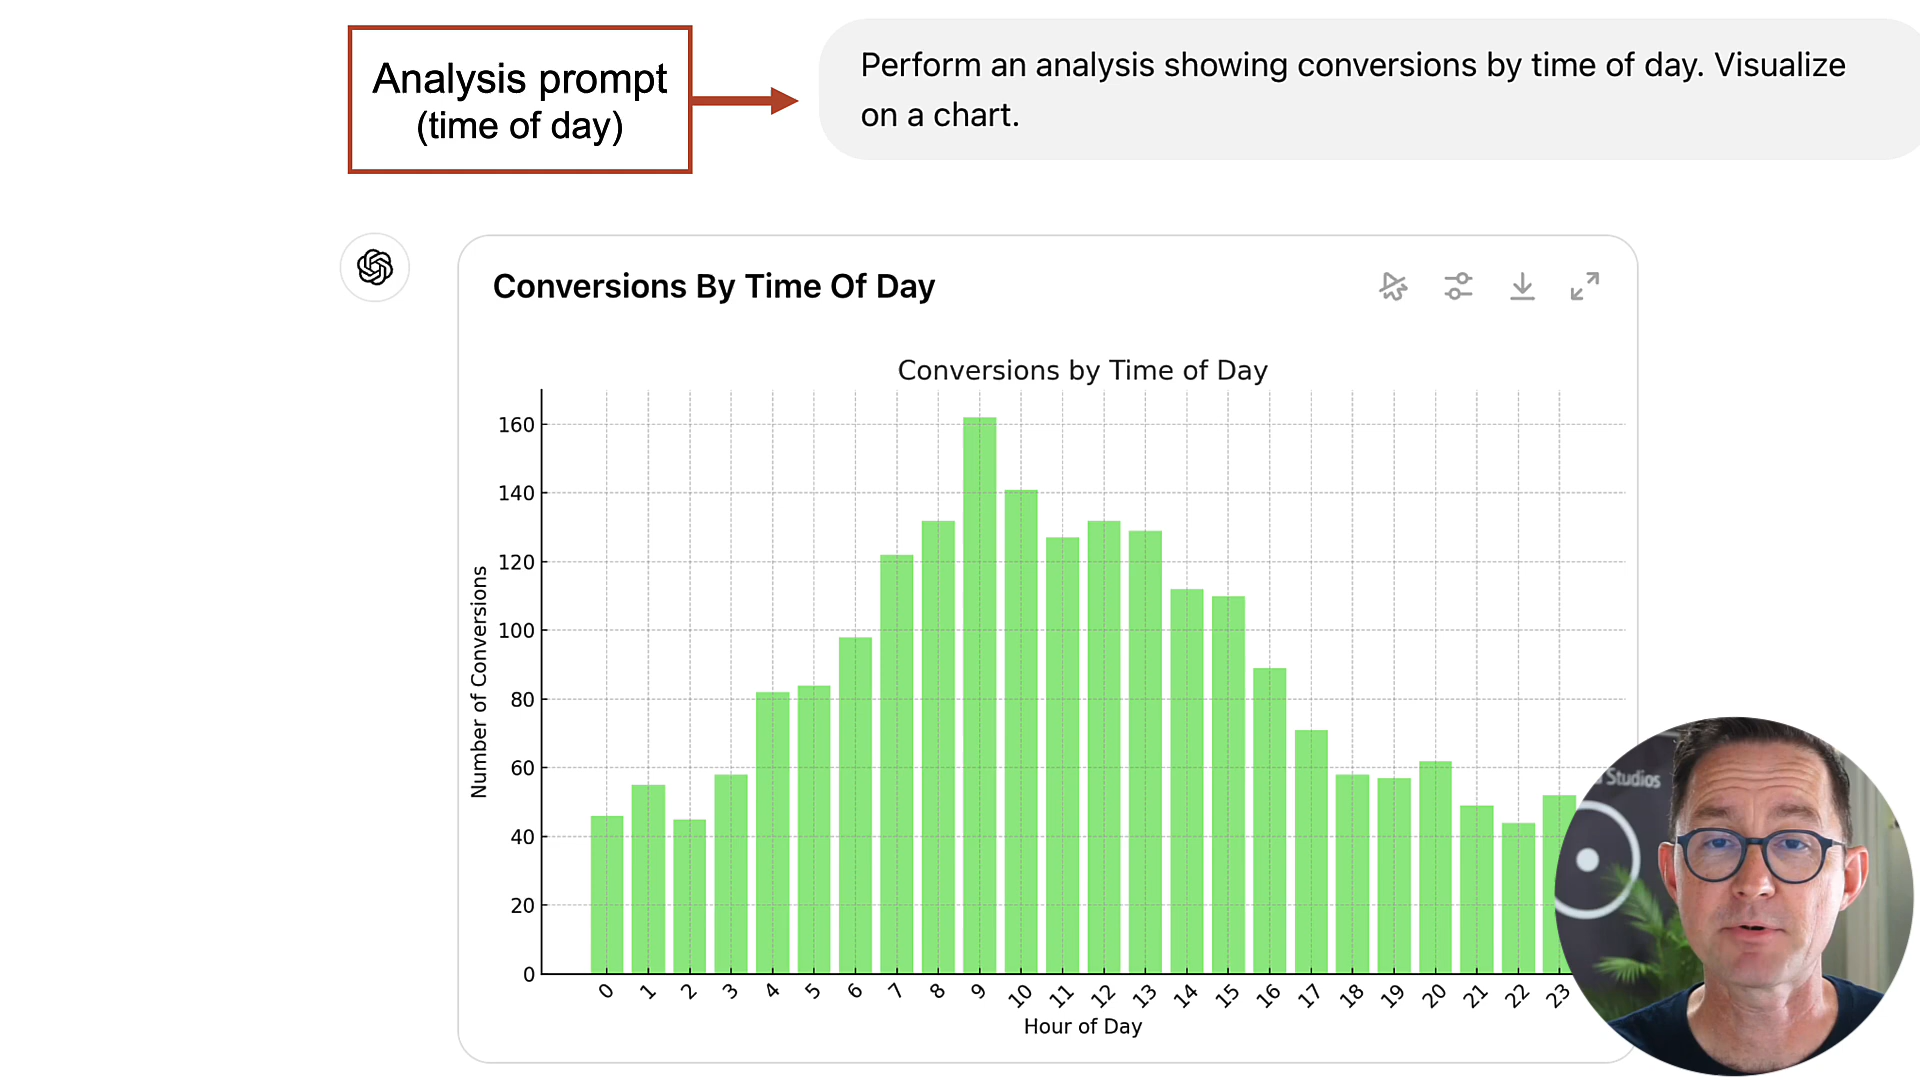 Analysis prompt
(time of day)
Perform an analysis showing conversions by time of day. Visualize
on a chart.
Conversions By Time Of Day
Conversions by Time of Day
160
140
120
100
80
60
40
20
0
Number of Conversions
0 1 2 3 4 5 6 7 8 9 10 11 12 13 14 15 16 17 18 19 20 21 22 23
Hour of Day
Studios